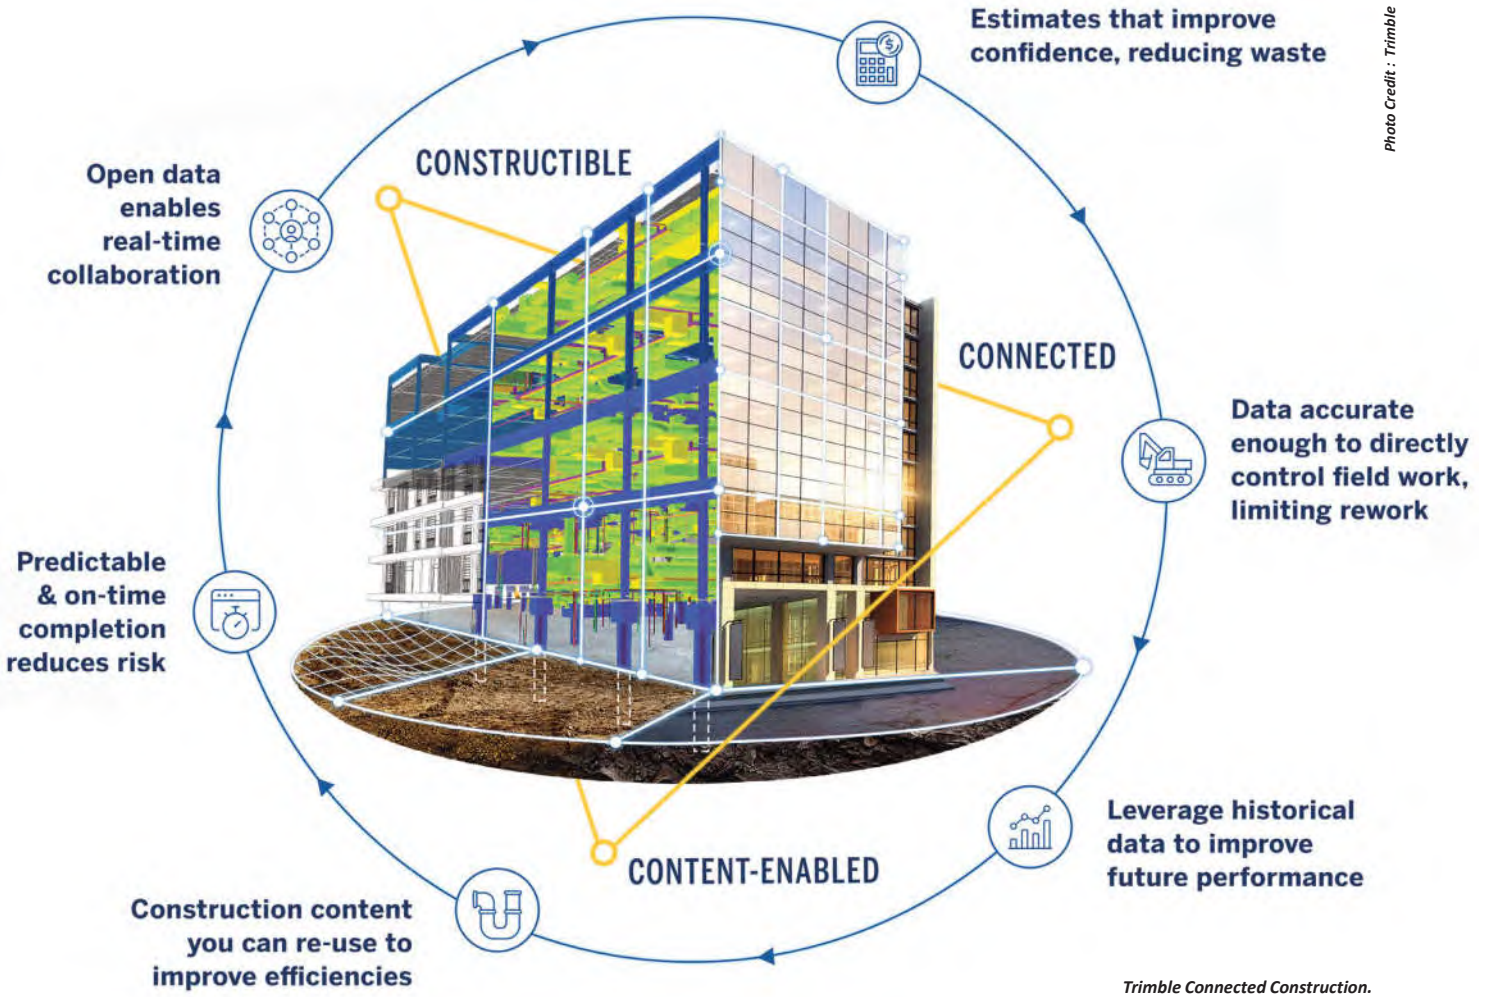 Estimates that improve
confidence, reducing waste
Photo Credit : Trimble
CONSTRUCTIBLE
Open data
enables
real-time
collaboration
CONNECTED
Data accurate
enough to directly
control field work,
limiting rework
Predictable
& on-time
completion
reduces risk
Leverage historical
data to improve
future performance
CONTENT-ENABLED
Construction content
you can re-use to
improve efficiencies
Trimble Connected Construction.